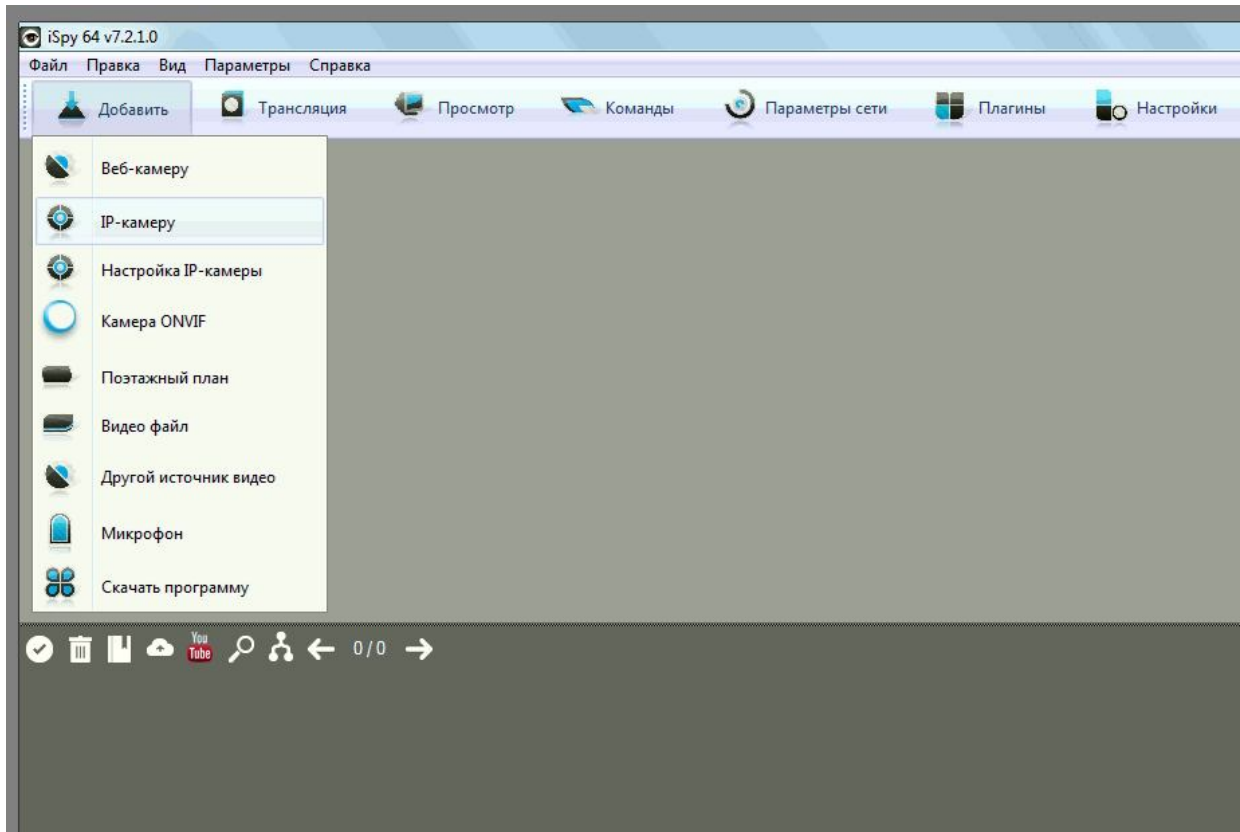 iSpy 64 v7.2.1.0
Файл Правка Вид Параметры Справка
Добавить Трансляция Просмотр Команды Параметры сети Плагины Настройки
Веб-камеру
IP-камеру
Настройка IP-камеры
Камера ONVIF
Поэтажный план
Видео файл
Другой источник видео
Микрофон
Скачать программу
You Tube
0/0